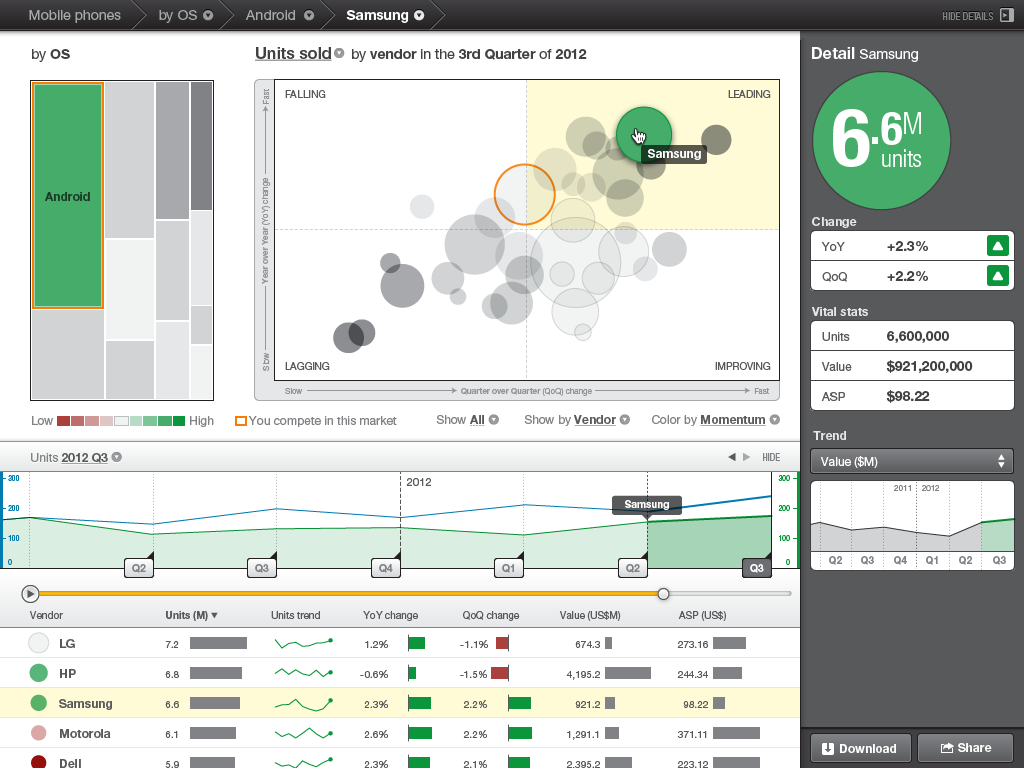 Mobile phones by OS Android Samsung HIDE DETAILS
by OS
Units sold by vendor in the 3rd Quarter of 2012
Android
Fast
Year over Year (YoY) change
Slow
FALLING LEADING
Samsung
LAGGING IMPROVING
Slow Quarter over Quarter (QoQ) change Fast
Low High You compete in this market Show All Show by Vendor Color by Momentum
Units 2012 Q3 HIDE
300 2012 300
200 Samsung 200
100 100
0 0
Q2 Q3 Q4 Q1 Q2 Q3
Vendor Units (M) Units trend YoY change QoQ change Value (US$M) ASP (US$)
LG 7.2 1.2% -1.1% 674.3 273.16
HP 6.8 -0.6% -1.5% 4,195.2 244.34
Samsung 6.6 2.3% 2.2% 921.2 98.22
Motorola 6.1 2.6% 2.2% 1,291.1 371.11
Dell 5.9 2.3% 2.1% 2,395.2 223.12
Detail Samsung
6.6M
units
Change
YoY +2.3%
QoQ +2.2%
Vital stats
Units 6,600,000
Value $921,200,000
ASP $98.22
Trend
Value ($M)
2011 2012
Q2 Q3 Q4 Q1 Q2 Q3
Download Share